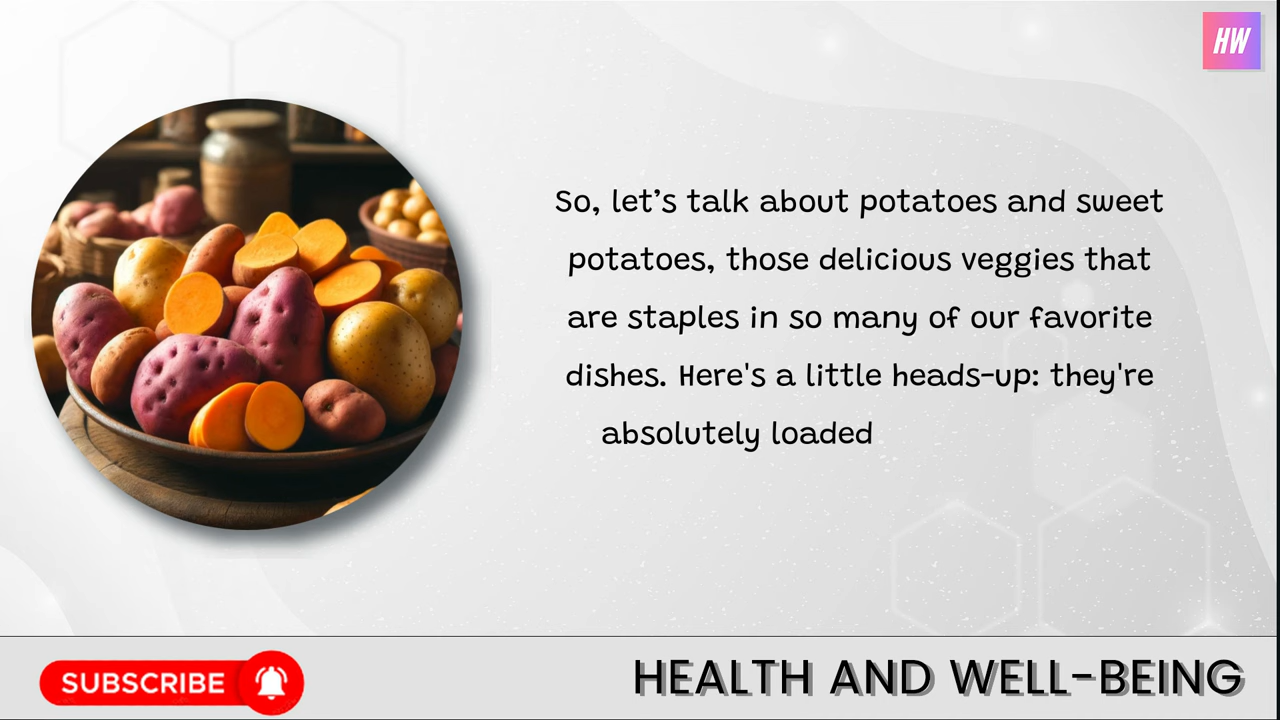 HW
So, let’s talk about potatoes and sweet
potatoes, those delicious veggies that
are staples in so many of our favorite
dishes. Here's a little heads-up: they're
absolutely loaded
SUBSCRIBE
HEALTH AND WELL-BEING